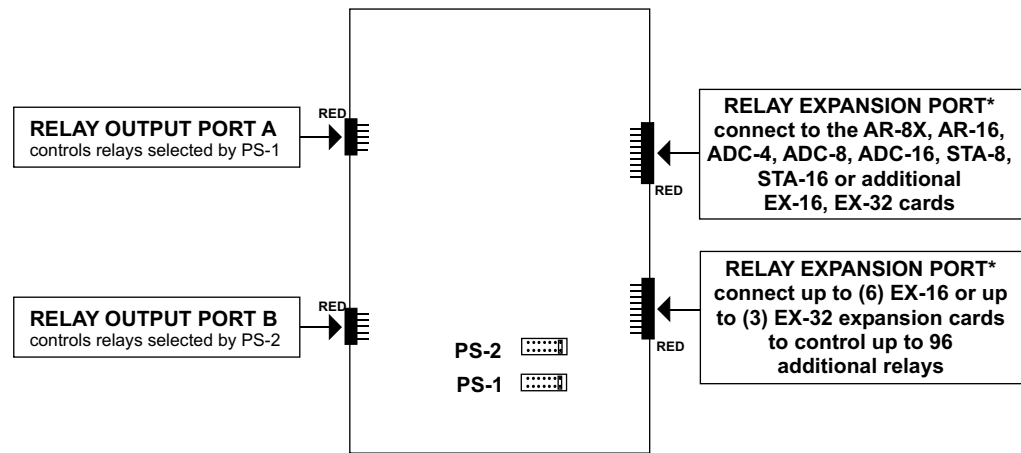 RED
RELAY OUTPUT PORT A
controls relays selected by PS-1
RELAY EXPANSION PORT*
connect to the AR-8X, AR-16,
ADC-4, ADC-8, ADC-16, STA-8,
STA-16 or additional
EX-16, EX-32 cards
RED
RED
RELAY OUTPUT PORT B
controls relays selected by PS-2
RELAY EXPANSION PORT*
connect up to (6) EX-16 or up
to (3) EX-32 expansion cards
to control up to 96
additional relays
RED
PS-2
PS-1